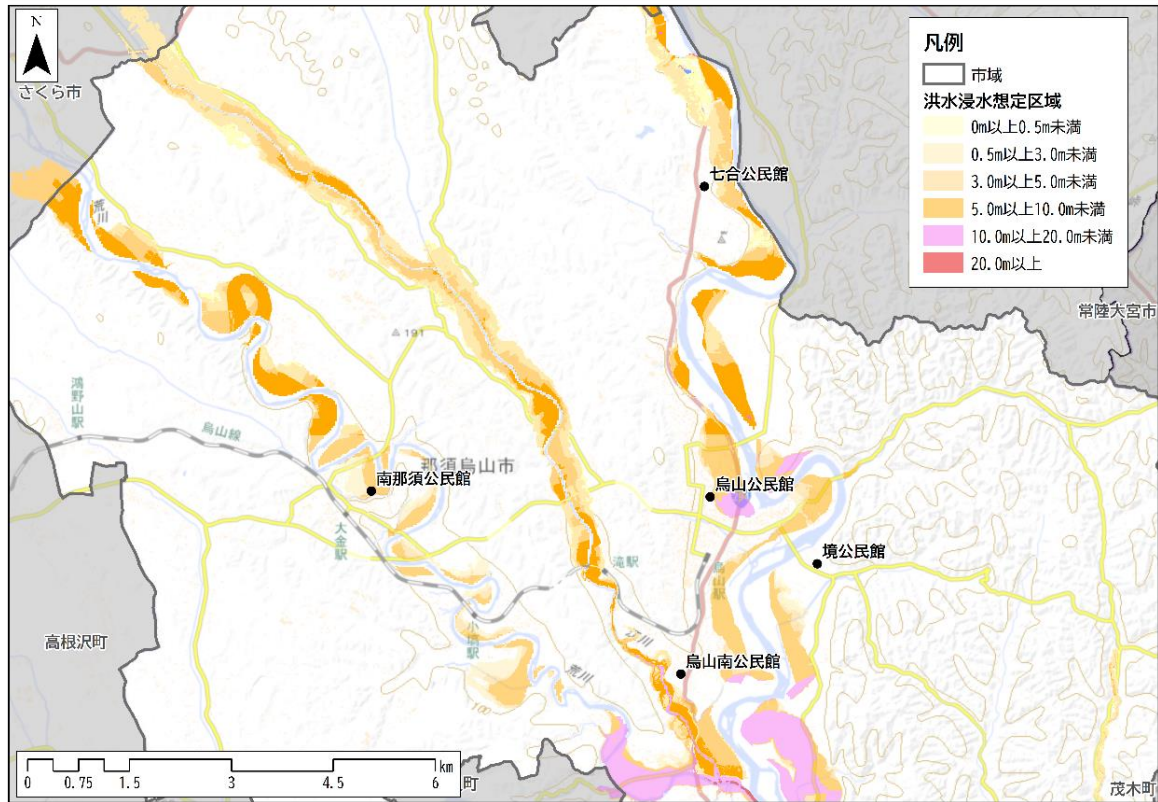 N
さくら市
荒川
鴻野山駅
烏山線
191
那須烏山市
南那須公民館
大金駅
小塙駅
高根沢町
荒川
100
江川
滝駅
七合公民館
烏山公民館
境公民館
烏山駅
烏山南公民館
常陸大宮市
茂木町
町
凡例
市域
洪水浸水想定区域
0m以上0.5m未満
0.5m以上3.0m未満
3.0m以上5.0m未満
5.0m以上10.0m未満
10.0m以上20.0m未満
20.0m以上
0 0.75 1.5 3 4.5 6
km